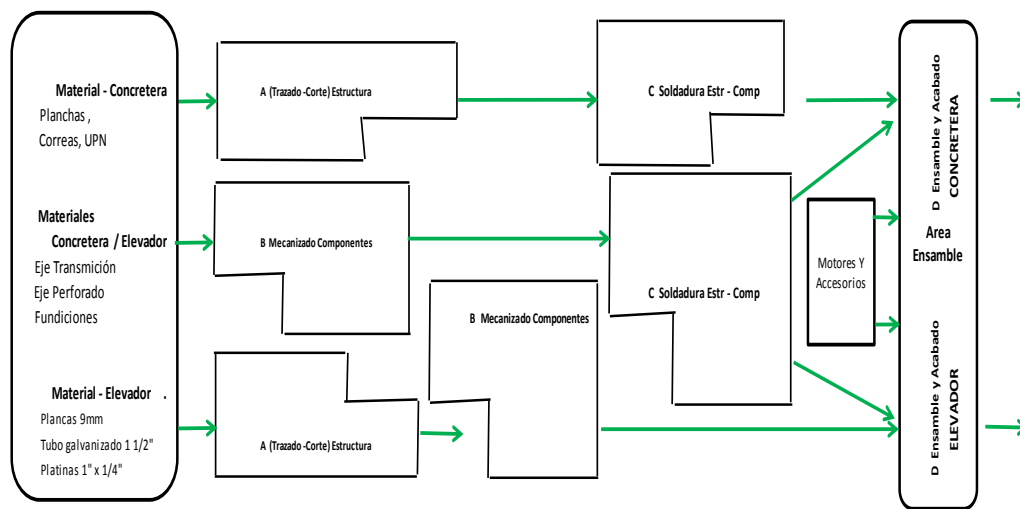 Material - Concretera
Planchas ,
Correas, UPN
Materiales
Concretera / Elevador
Eje Transmición
Eje Perforado
Fundiciones
Material - Elevador .
Plancas 9mm
Tubo galvanizado 1 1/2"
Platinas 1" x 1/4"
A (Trazado -Corte) Estructura
B Mecanizado Componentes
A (Trazado -Corte) Estructura
B Mecanizado Componentes
C Soldadura Estr - Comp
C Soldadura Estr - Comp
Motores Y
Accesorios
D Ensamble y Acabado
CONCRETERA
Area
Ensamble
D Ensamble y Acabado
ELEVADOR